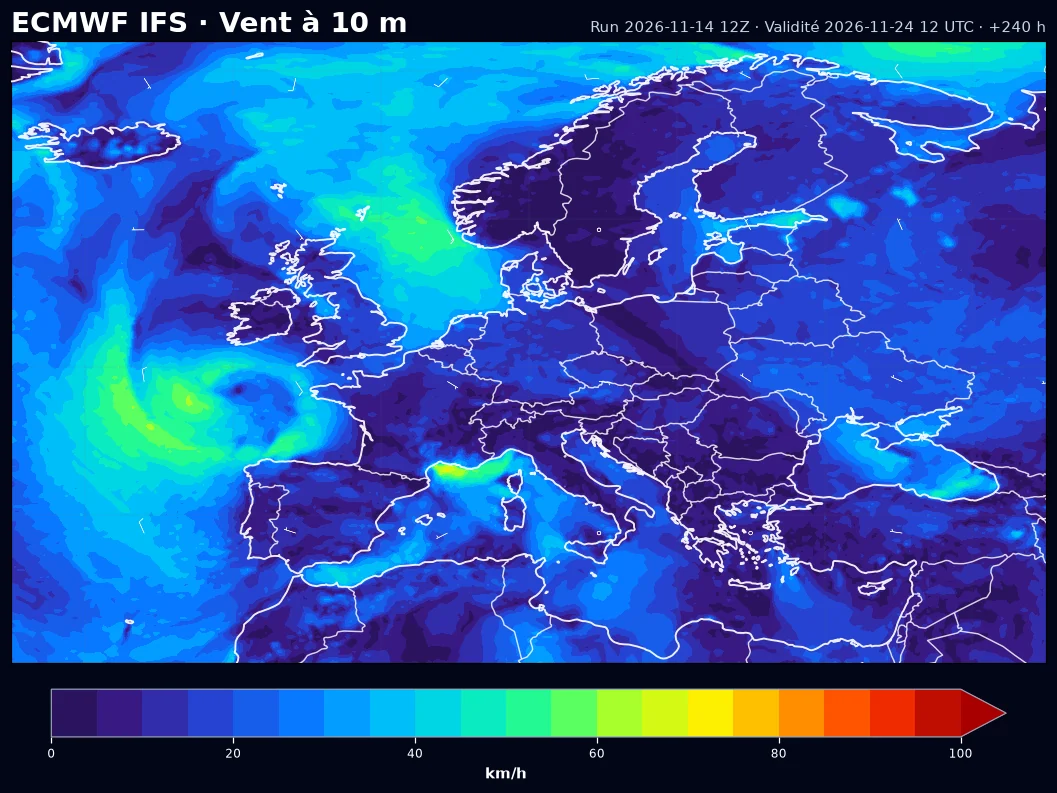 ECMWF IFS · Vent à 10 m
Run 2026-11-14 12Z · Validité 2026-11-24 12 UTC · +240 h
0 20 40 60 80 100
km/h